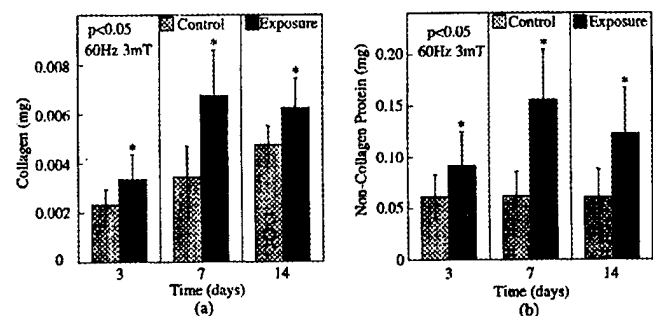 p<0.05
60Hz 3mT
Control
Exposure
*
*
*
0.008
0.006
0.004
0.002
0
Collagen (mg)
3
7
14
Time (days)
(a)
p<0.05
60Hz 3mT
Control
Exposure
*
*
*
0.20
0.15
0.10
0.05
0
Non-Collagen Protein (mg)
3
7
14
Time (days)
(b)